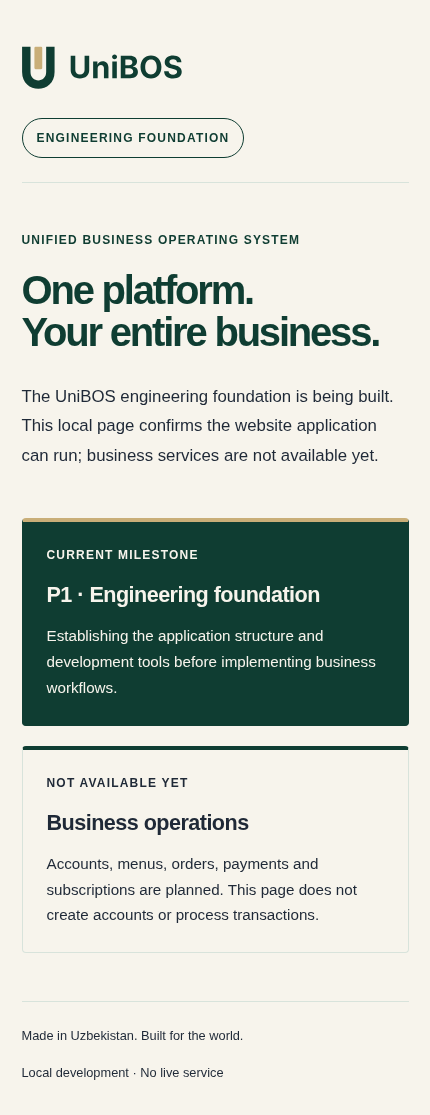 UniBOS
ENGINEERING FOUNDATION
UNIFIED BUSINESS OPERATING SYSTEM
One platform.
Your entire business.
The UniBOS engineering foundation is being built.
This local page confirms the website application
can run; business services are not available yet.
CURRENT MILESTONE
P1 · Engineering foundation
Establishing the application structure and
development tools before implementing business
workflows.
NOT AVAILABLE YET
Business operations
Accounts, menus, orders, payments and
subscriptions are planned. This page does not
create accounts or process transactions.
Made in Uzbekistan. Built for the world.
Local development · No live service